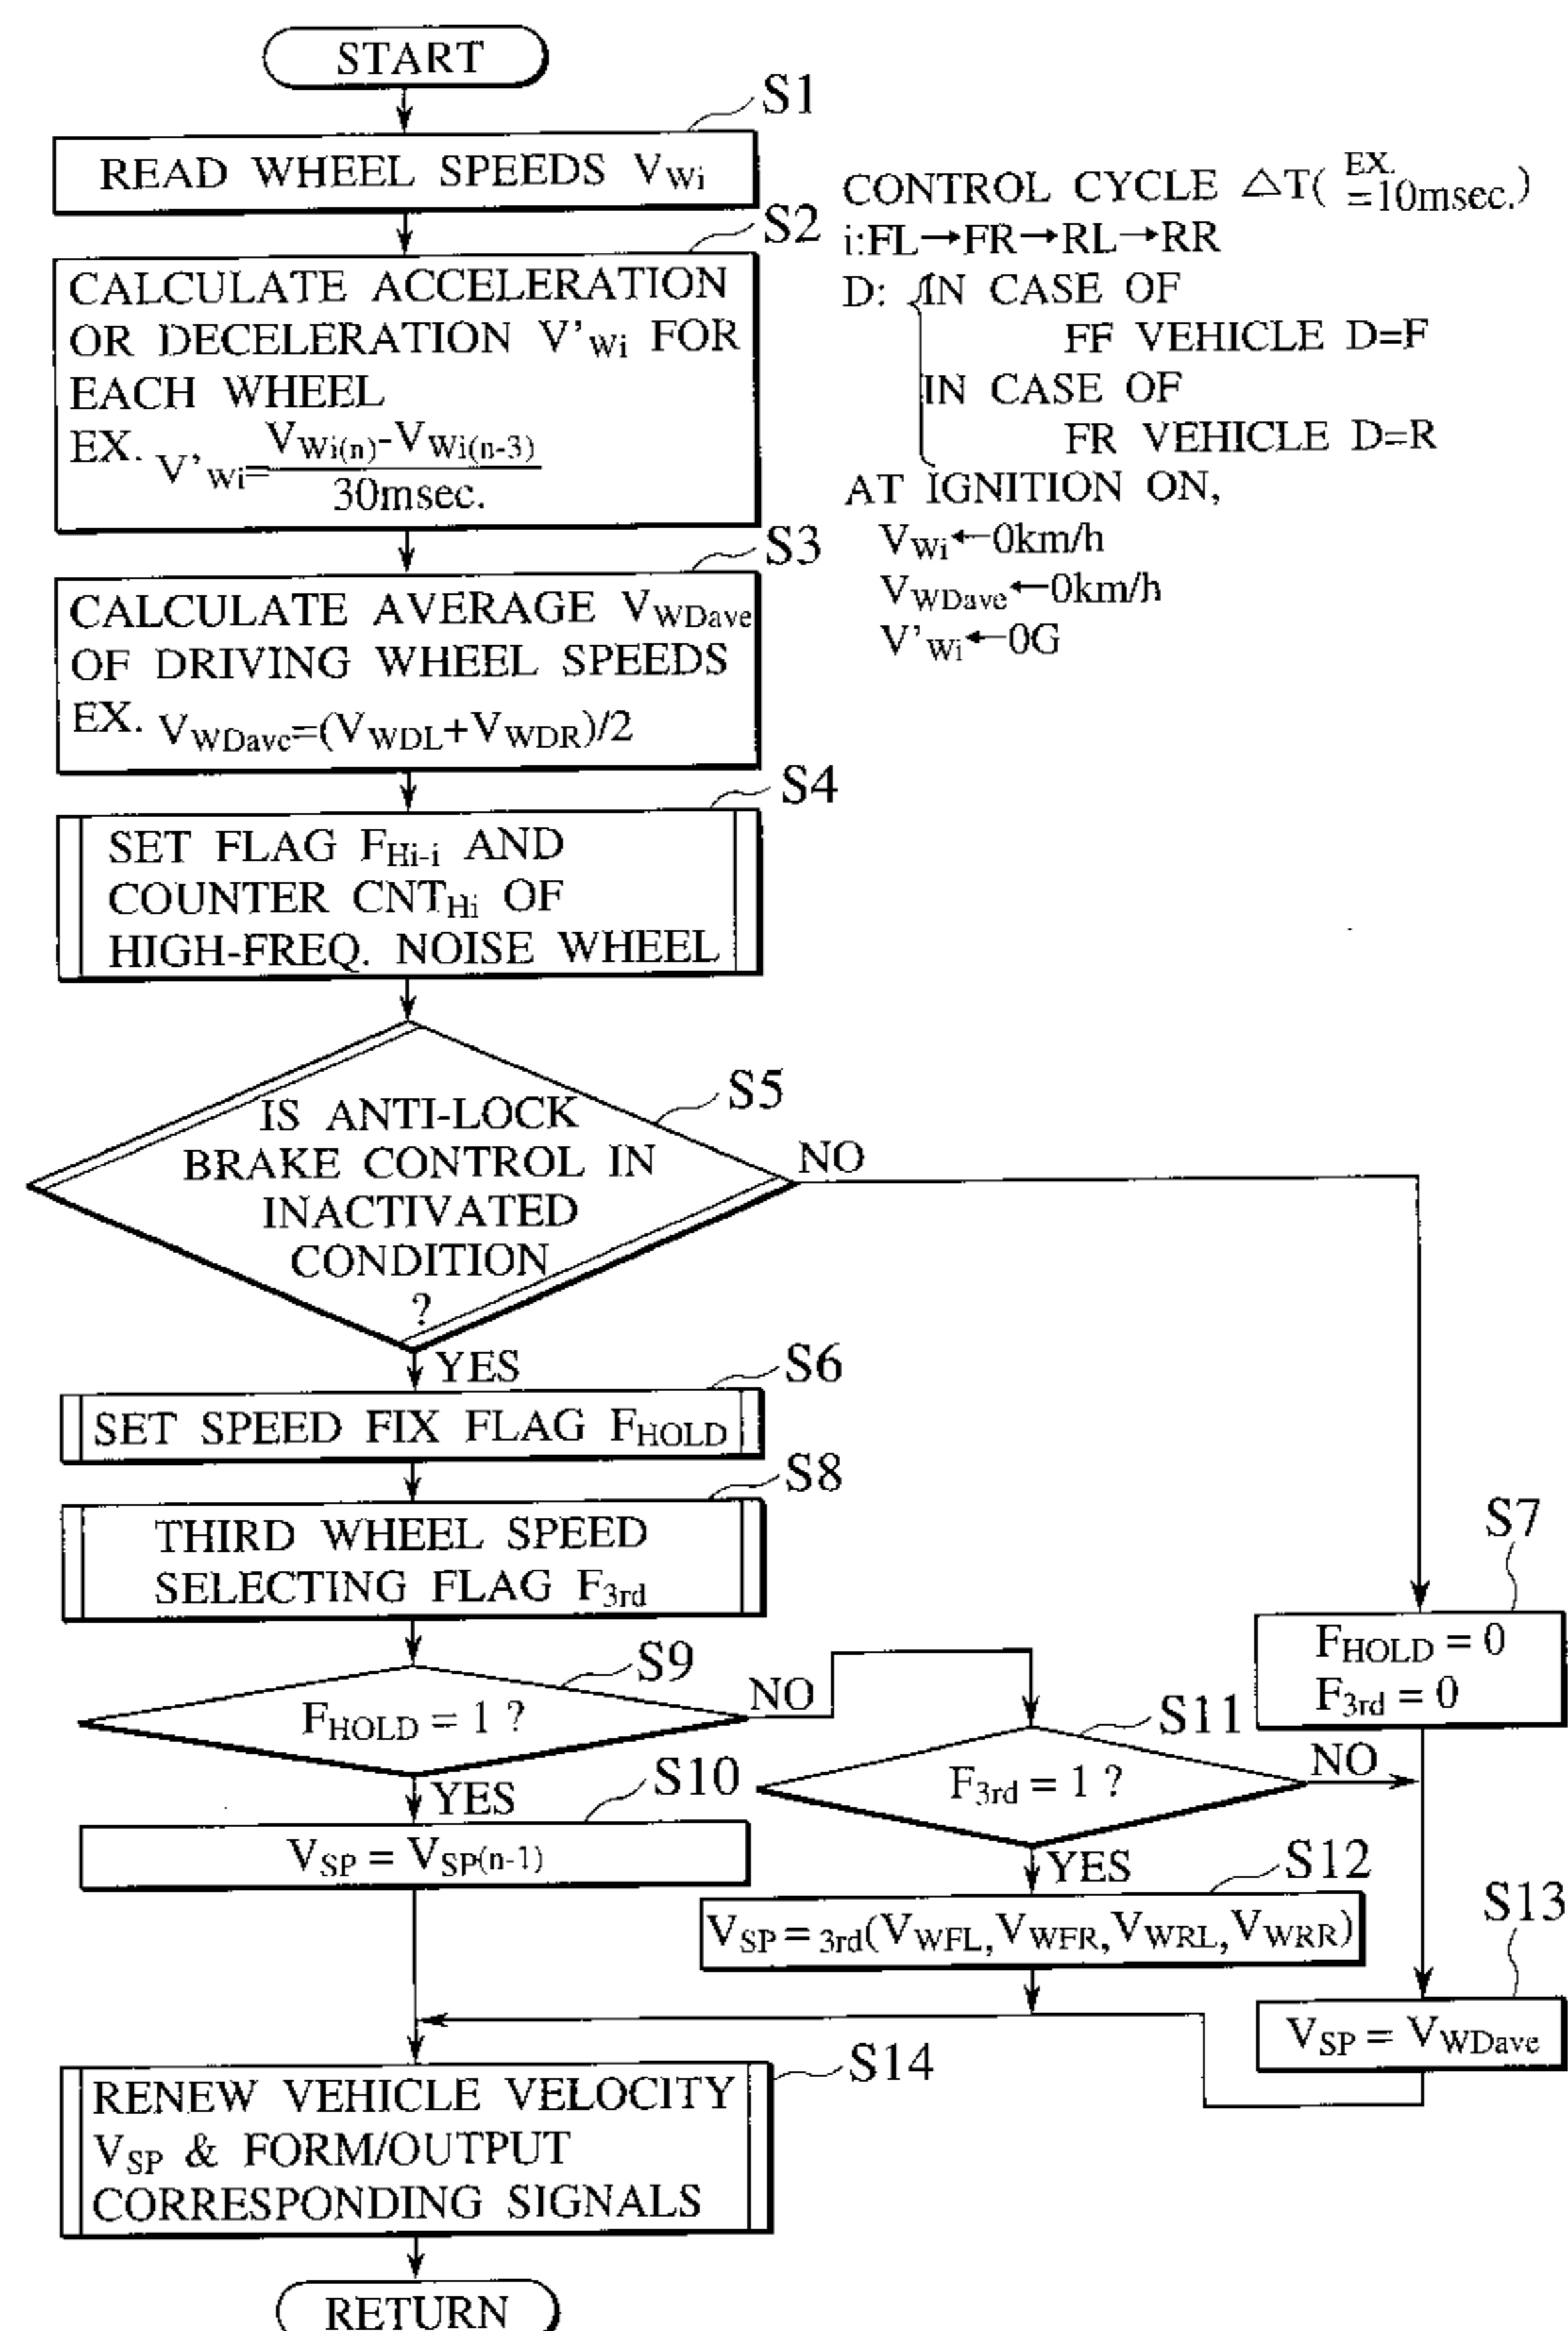 START
S1
READ WHEEL SPEEDS VWi
S2
CALCULATE ACCELERATION
OR DECELERATION V'Wi FOR
EACH WHEEL
EX. V'Wi=VWi(n)-VWi(n-3)
30msec.
CONTROL CYCLE △T( EX. =10msec.)
i:FL→FR→RL→RR
D: {IN CASE OF
FF VEHICLE D=F
IN CASE OF
FR VEHICLE D=R
AT IGNITION ON,
VWi←0km/h
VWDave←0km/h
V'Wi←0G
S3
CALCULATE AVERAGE VWDave
OF DRIVING WHEEL SPEEDS
EX. VWDave=(VWDL+VWDR)/2
S4
SET FLAG FHi-i AND
COUNTER CNTHi OF
HIGH-FREQ. NOISE WHEEL
S5
IS ANTI-LOCK
BRAKE CONTROL IN
INACTIVATED
CONDITION
?
NO
YES
S6
SET SPEED FIX FLAG FHOLD
S8
THIRD WHEEL SPEED
SELECTING FLAG F3rd
S7
FHOLD = 0
F3rd = 0
S9
FHOLD = 1 ?
NO
YES
S10
VSP = VSP(n-1)
S11
F3rd = 1 ?
NO
YES
S12
VSP = 3rd(VWFL,VWFR,VWRL,VWRR)
S13
VSP = VWDave
S14
RENEW VEHICLE VELOCITY
VSP & FORM/OUTPUT
CORRESPONDING SIGNALS
RETURN